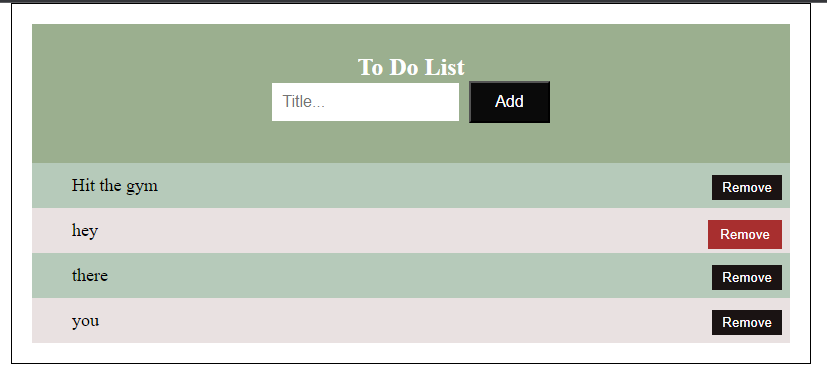 To Do List
Title... Add
Hit the gym Remove
hey Remove
there Remove
you Remove